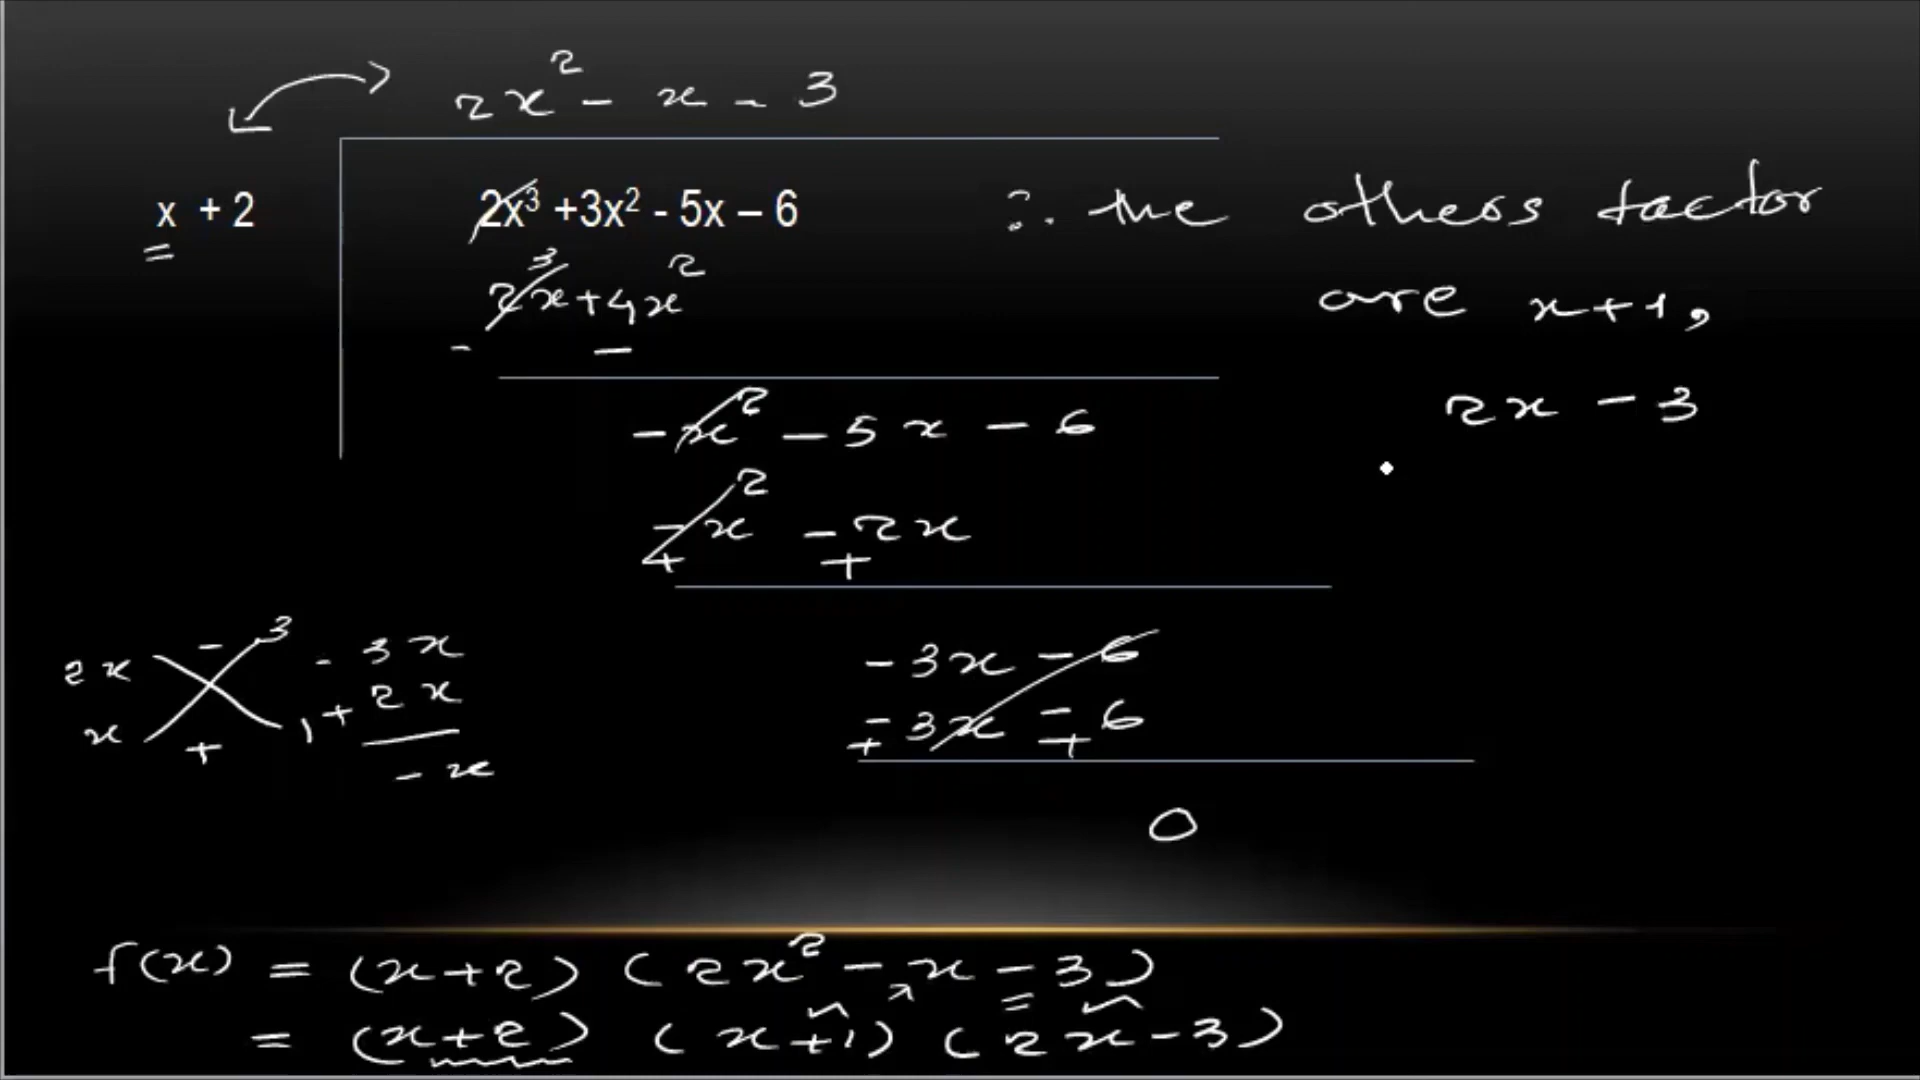 2x² - x - 3
x + 2
2x³ +3x² - 5x – 6
2x³ + 4x²
- -
-x² - 5x - 6
-x² - 2x
+ +
-3x - 6
-3x - 6
+ +
0
∴ the others factor
are x+1,
2x - 3
2x - 3 - 3x
x + 1 + 2x
- x
f(x) = (x+2) (2x² - x - 3)
= (x+2) (x+1) (2x-3)